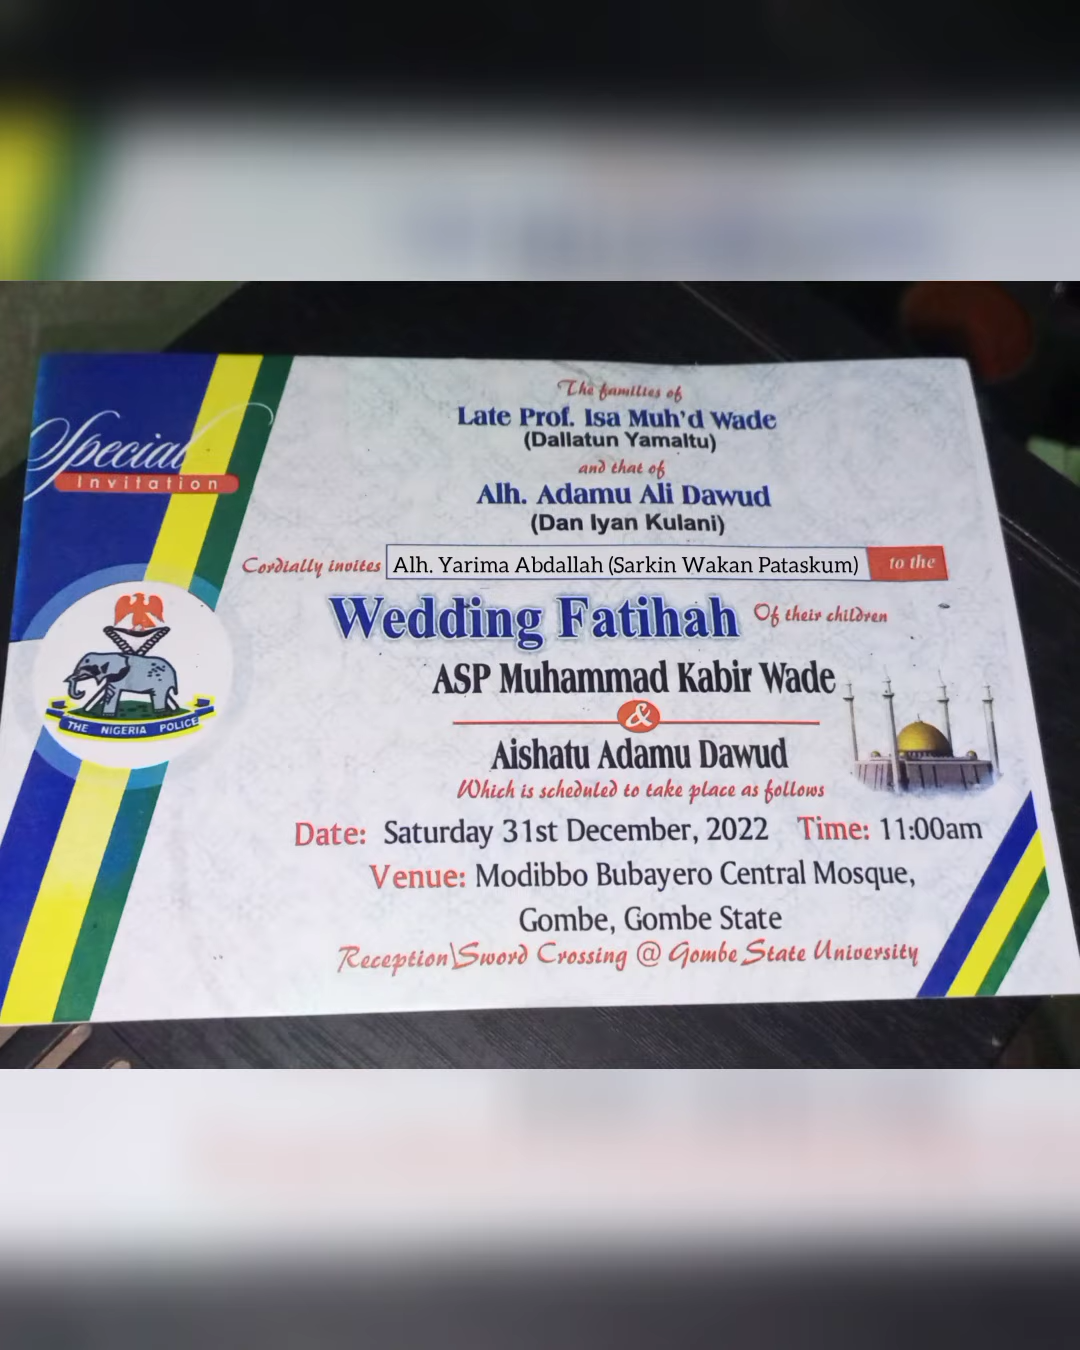 Special
Invitation
The families of
Late Prof. Isa Muh'd Wade
(Dallatun Yamaltu)
and that of
Alh. Adamu Ali Dawud
(Dan Iyan Kulani)
Cordially invites Alh. Yarima Abdallah (Sarkin Wakan Pataskum) to the
Wedding Fatihah Of their children
ASP Muhammad Kabir Wade
&
Aishatu Adamu Dawud
Which is scheduled to take place as follows
Date: Saturday 31st December, 2022 Time: 11:00am
Venue: Modibbo Bubayero Central Mosque,
Gombe, Gombe State
Reception\Sword Crossing @ Gombe State University
THE NIGERIA POLICE